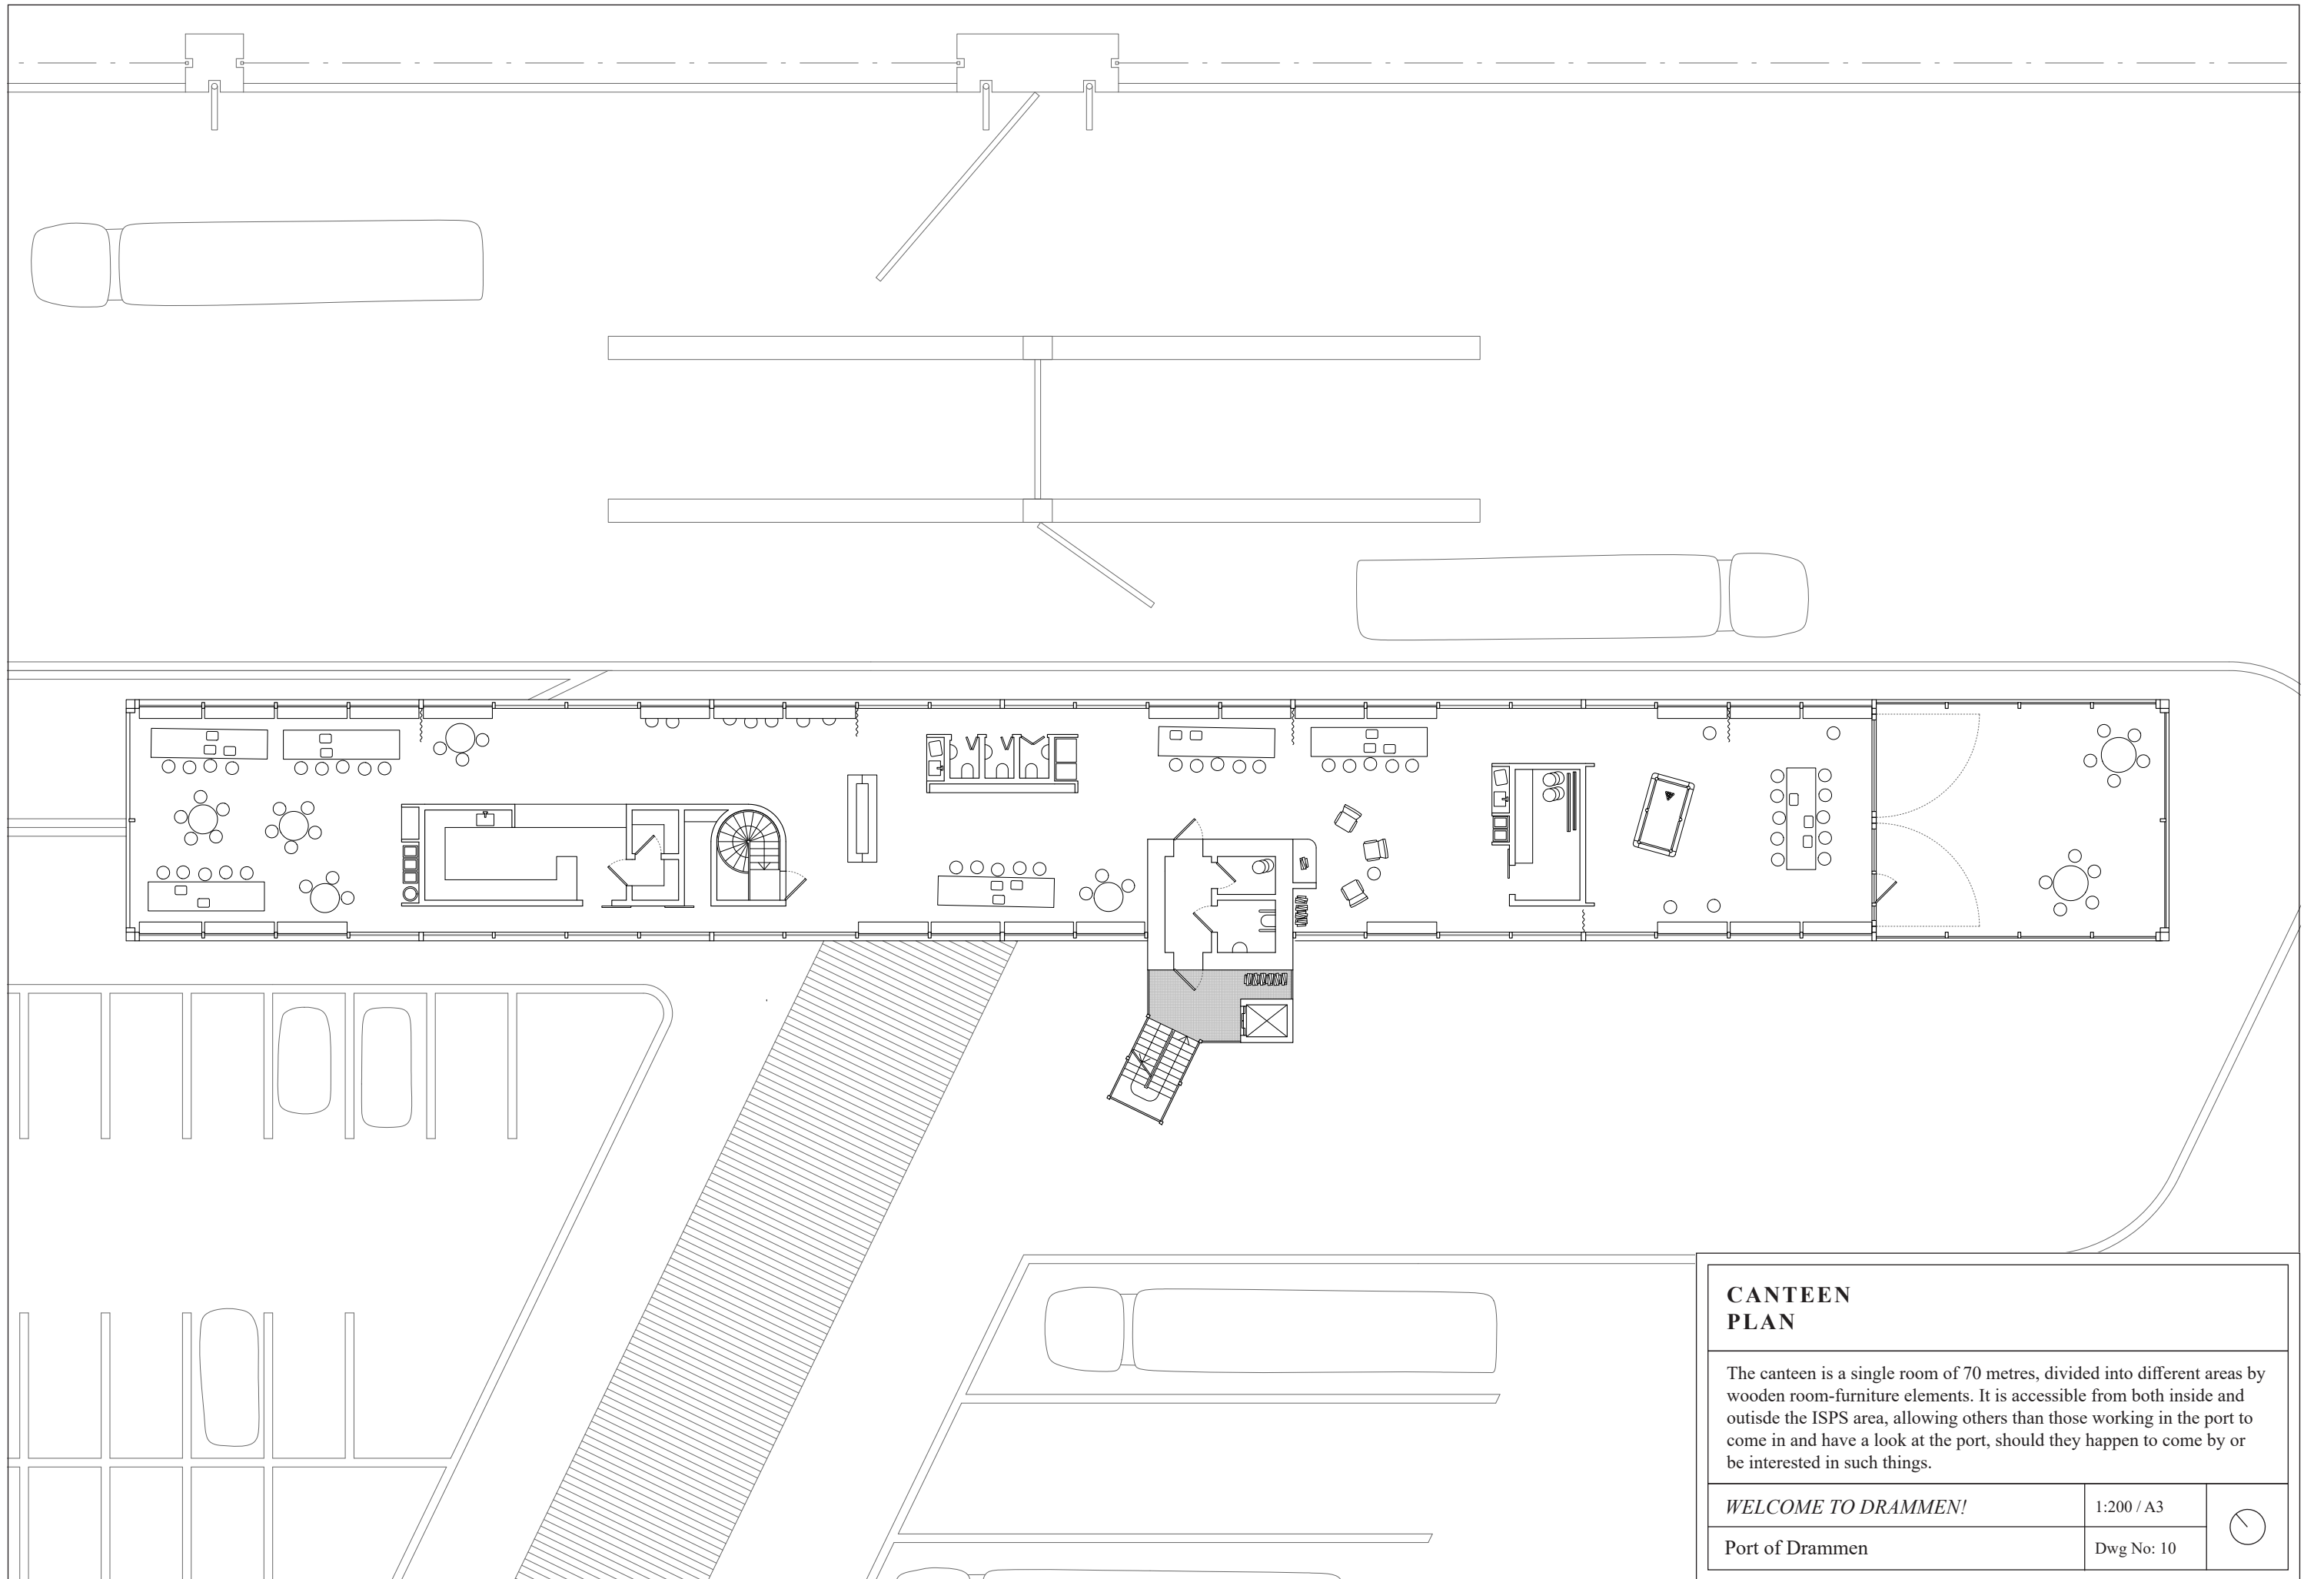 CANTEEN
PLAN
The canteen is a single room of 70 metres, divided into different areas by
wooden room-furniture elements. It is accessible from both inside and
outisde the ISPS area, allowing others than those working in the port to
come in and have a look at the port, should they happen to come by or
be interested in such things.
WELCOME TO DRAMMEN!
1:200 / A3
Port of Drammen
Dwg No: 10